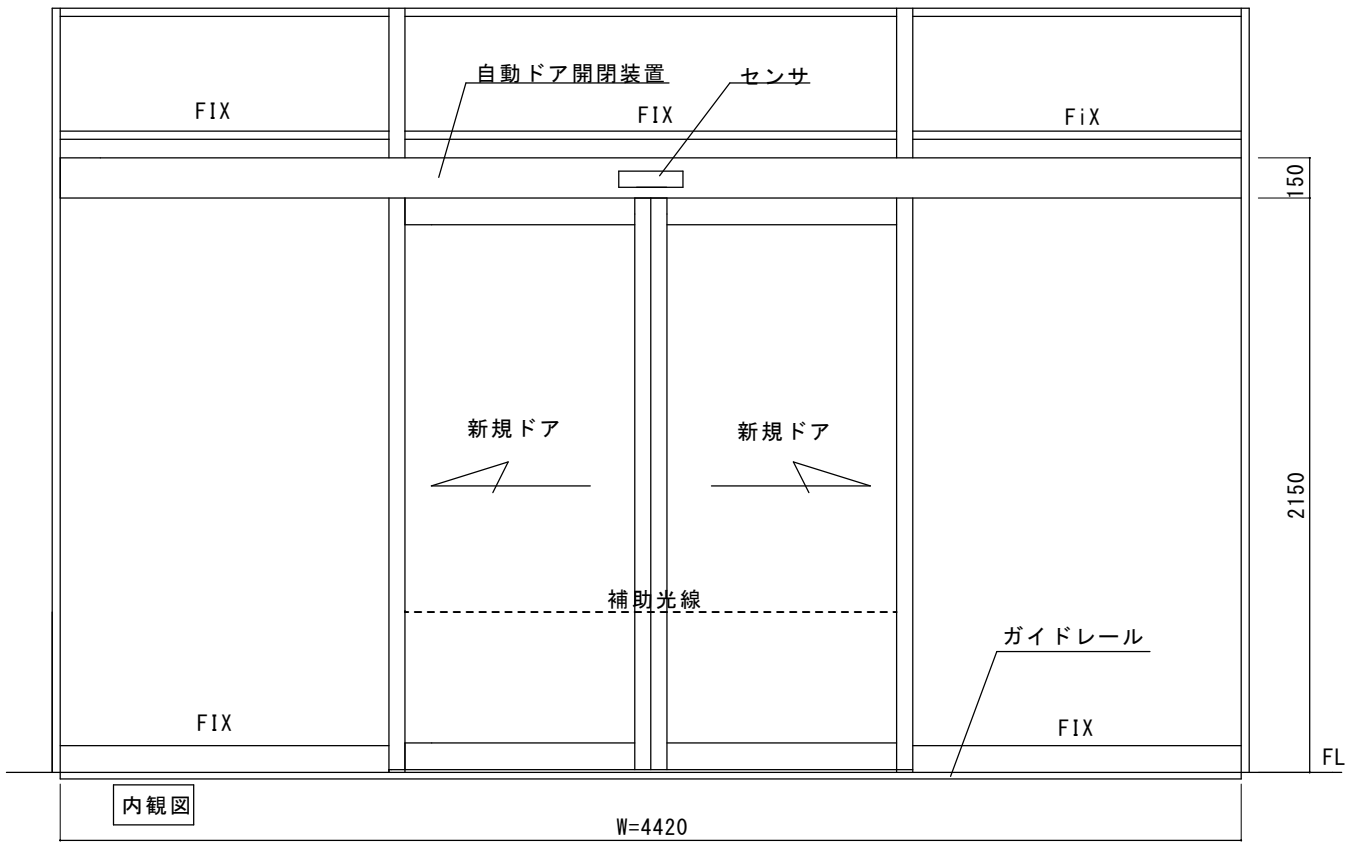 自動ドア開閉装置
センサ
FIX
FIX
FiX
150
新規ドア
新規ドア
2150
補助光線
ガイドレール
FIX
FIX
FL
内観図
W=4420